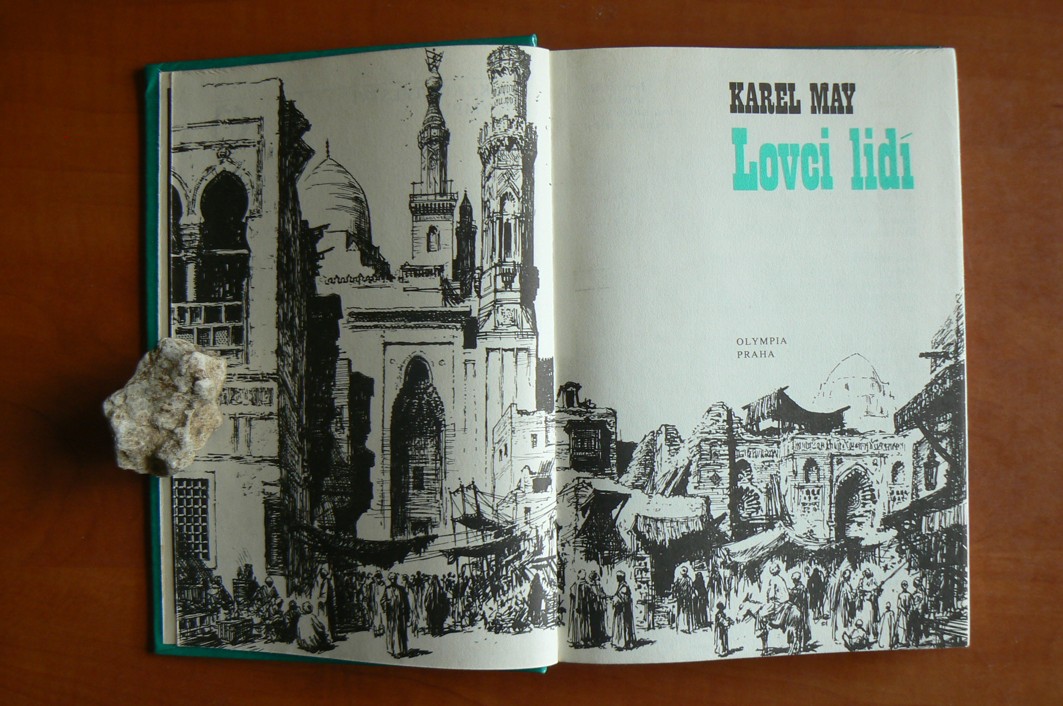 KAREL MAY
Lovci lidí
OLYMPIA
PRAHA